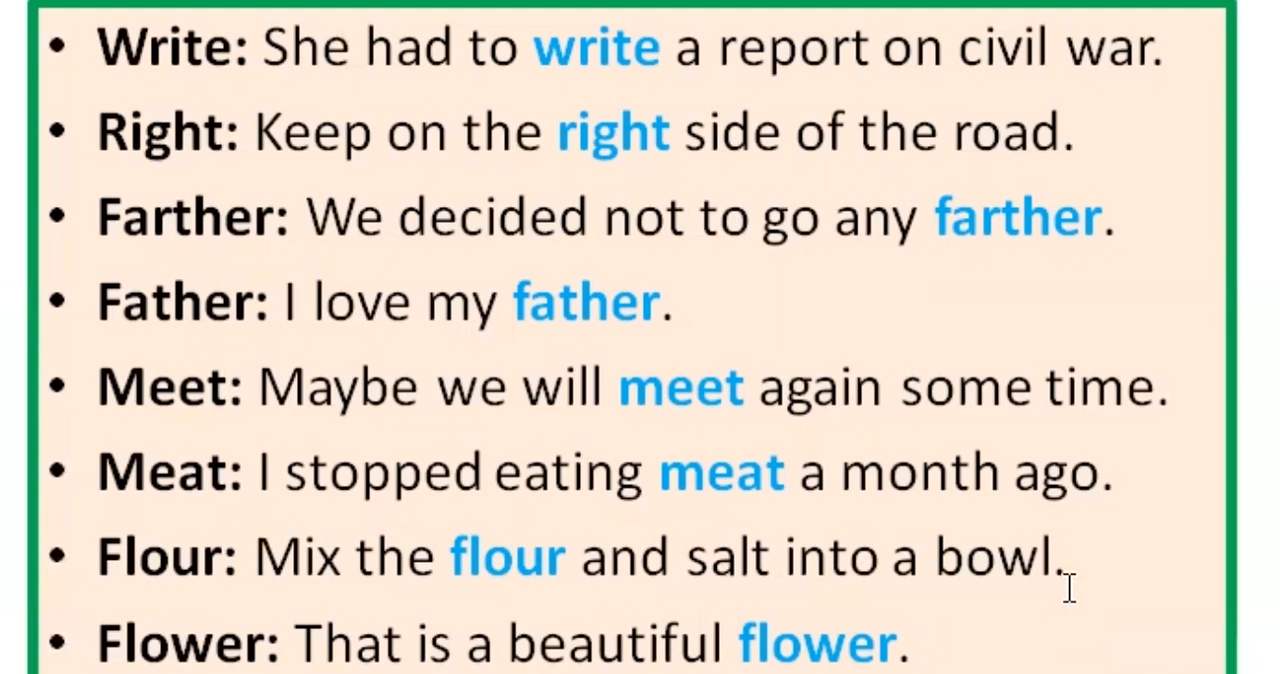 • Write: She had to write a report on civil war.
• Right: Keep on the right side of the road.
• Farther: We decided not to go any farther.
• Father: I love my father.
• Meet: Maybe we will meet again some time.
• Meat: I stopped eating meat a month ago.
• Flour: Mix the flour and salt into a bowl.
• Flower: That is a beautiful flower.